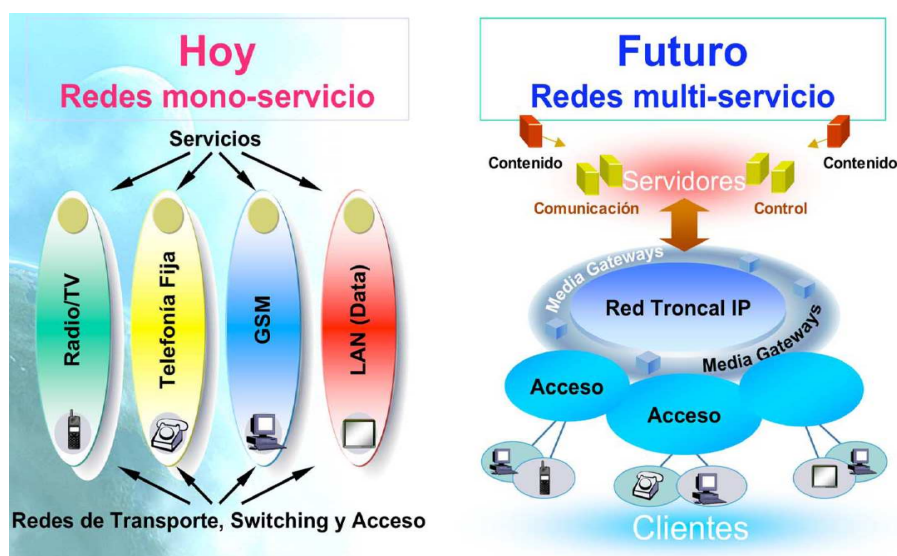 Hoy
Redes mono-servicio
Servicios
Radio/TV
Telefonía Fija
GSM
LAN (Data)
Redes de Transporte, Switching y Acceso
Futuro
Redes multi-servicio
Contenido
Contenido
Servidores
Comunicación
Control
Media Gateways
Red Troncal IP
Media Gateways
Acceso
Acceso
Clientes